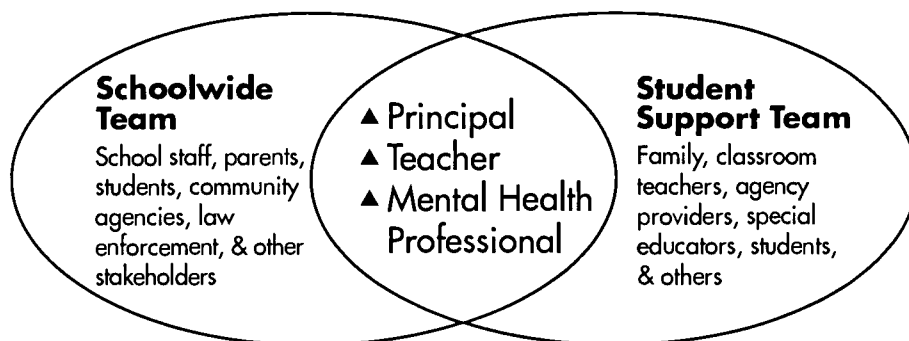 Schoolwide
Team
School staff, parents,
students, community
agencies, law
enforcement, & other
stakeholders
▲ Principal
▲ Teacher
▲ Mental Health
Professional
Student
Support Team
Family, classroom
teachers, agency
providers, special
educators, students,
& others